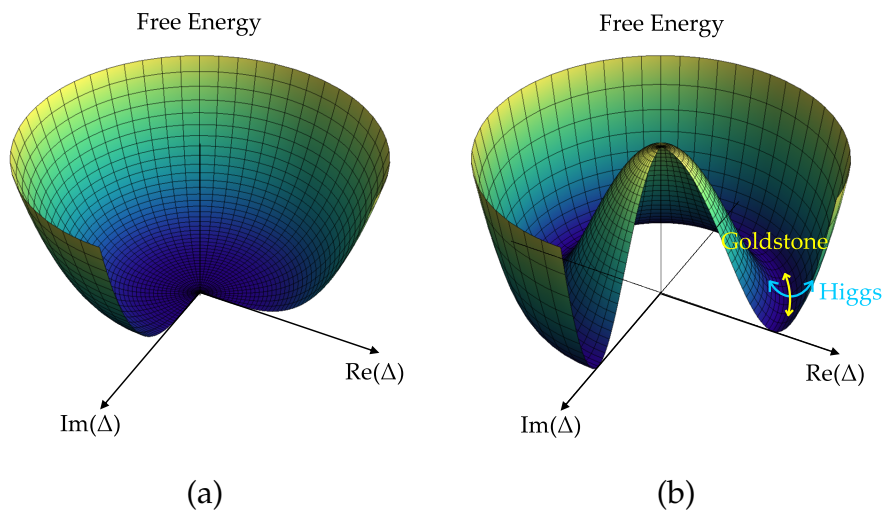 Free Energy
Re(Δ)
Im(Δ)
(a)
Free Energy
Goldstone
Higgs
Re(Δ)
Im(Δ)
(b)